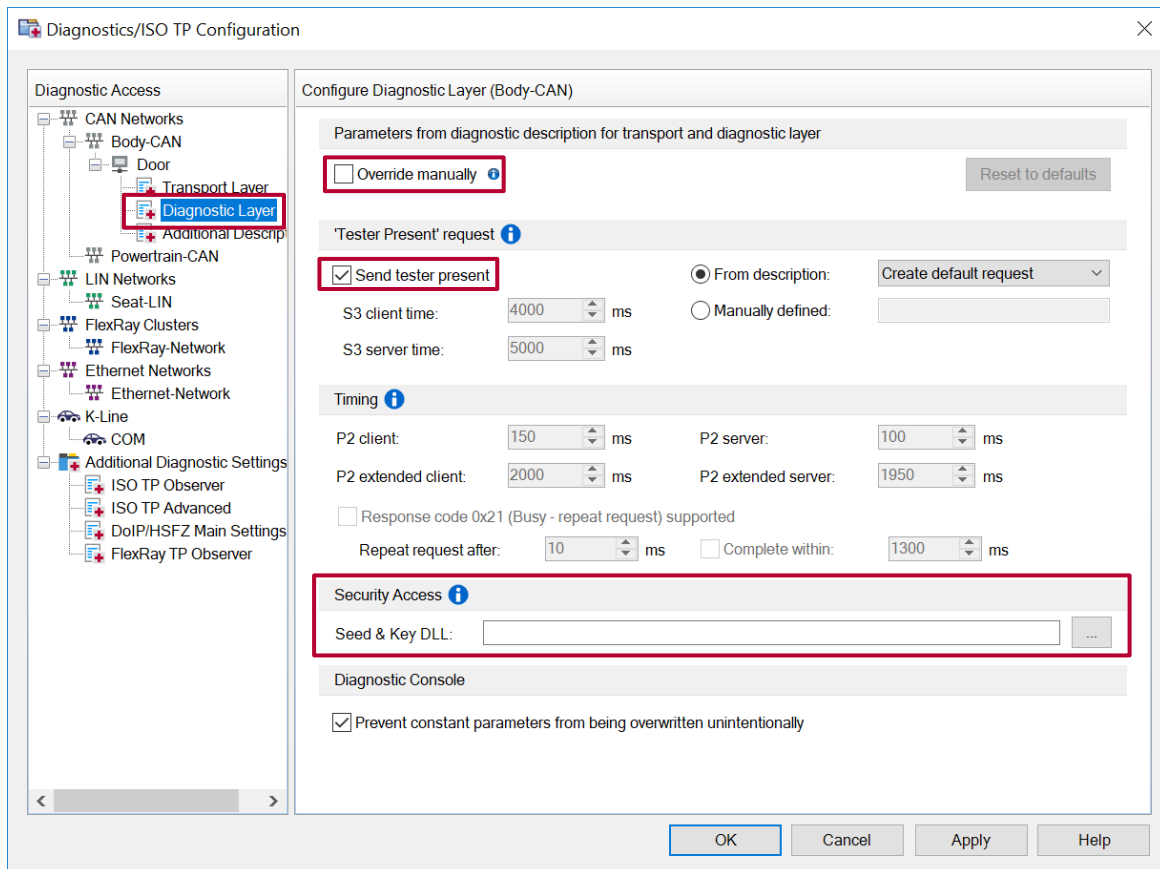 Diagnostics/ISO TP Configuration
Diagnostic Access
CAN Networks
Body-CAN
Door
Transport Layer
Diagnostic Layer
Additional Descrip
Powertrain-CAN
LIN Networks
Seat-LIN
FlexRay Clusters
FlexRay-Network
Ethernet Networks
Ethernet-Network
K-Line
COM
Additional Diagnostic Settings
ISO TP Observer
ISO TP Advanced
DoIP/HSFZ Main Settings
FlexRay TP Observer
Configure Diagnostic Layer (Body-CAN)
Parameters from diagnostic description for transport and diagnostic layer
Override manually Reset to defaults
'Tester Present' request
Send tester present From description: Create default request
S3 client time: 4000 ms Manually defined:
S3 server time: 5000 ms
Timing
P2 client: 150 ms P2 server: 100 ms
P2 extended client: 2000 ms P2 extended server: 1950 ms
Response code 0x21 (Busy - repeat request) supported
Repeat request after: 10 ms Complete within: 1300 ms
Security Access
Seed & Key DLL: ...
Diagnostic Console
Prevent constant parameters from being overwritten unintentionally
OK Cancel Apply Help